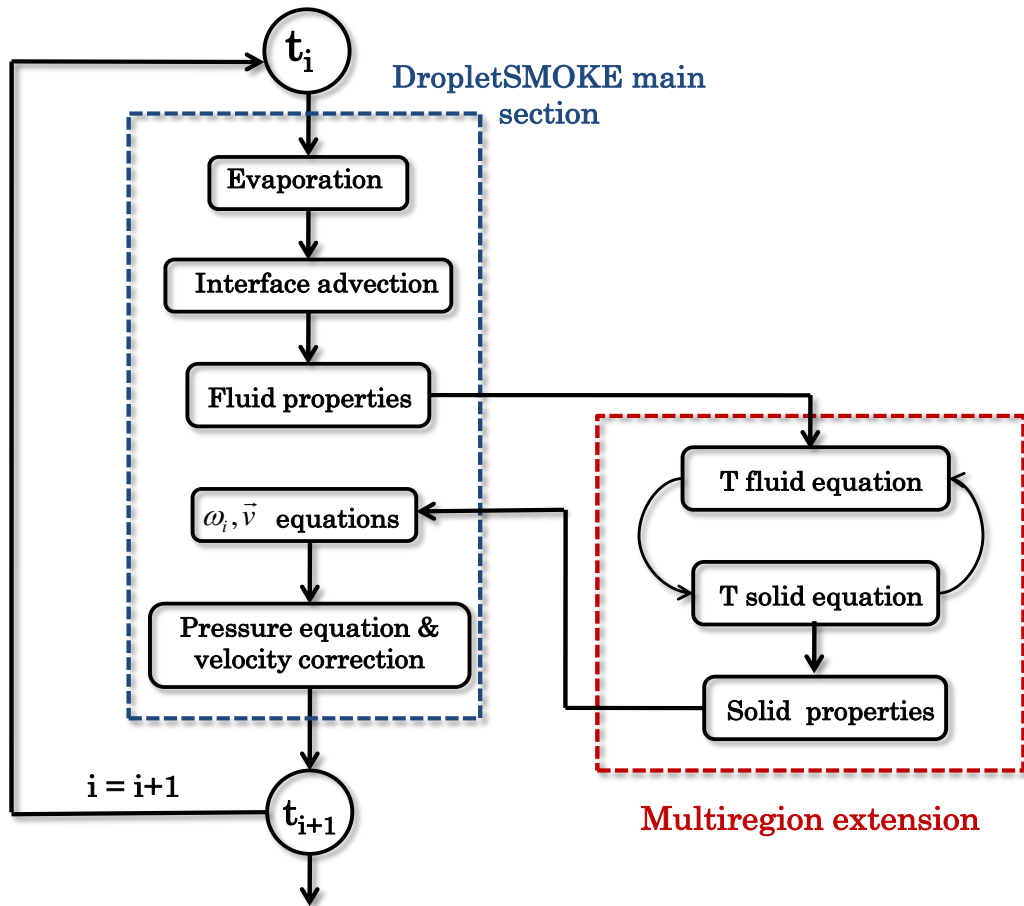 t_i
DropletSMOKE main
section
Evaporation
Interface advection
Fluid properties
T fluid equation
ω_i, v⃗ equations
T solid equation
Pressure equation &
velocity correction
Solid properties
i = i+1
t_{i+1}
Multiregion extension